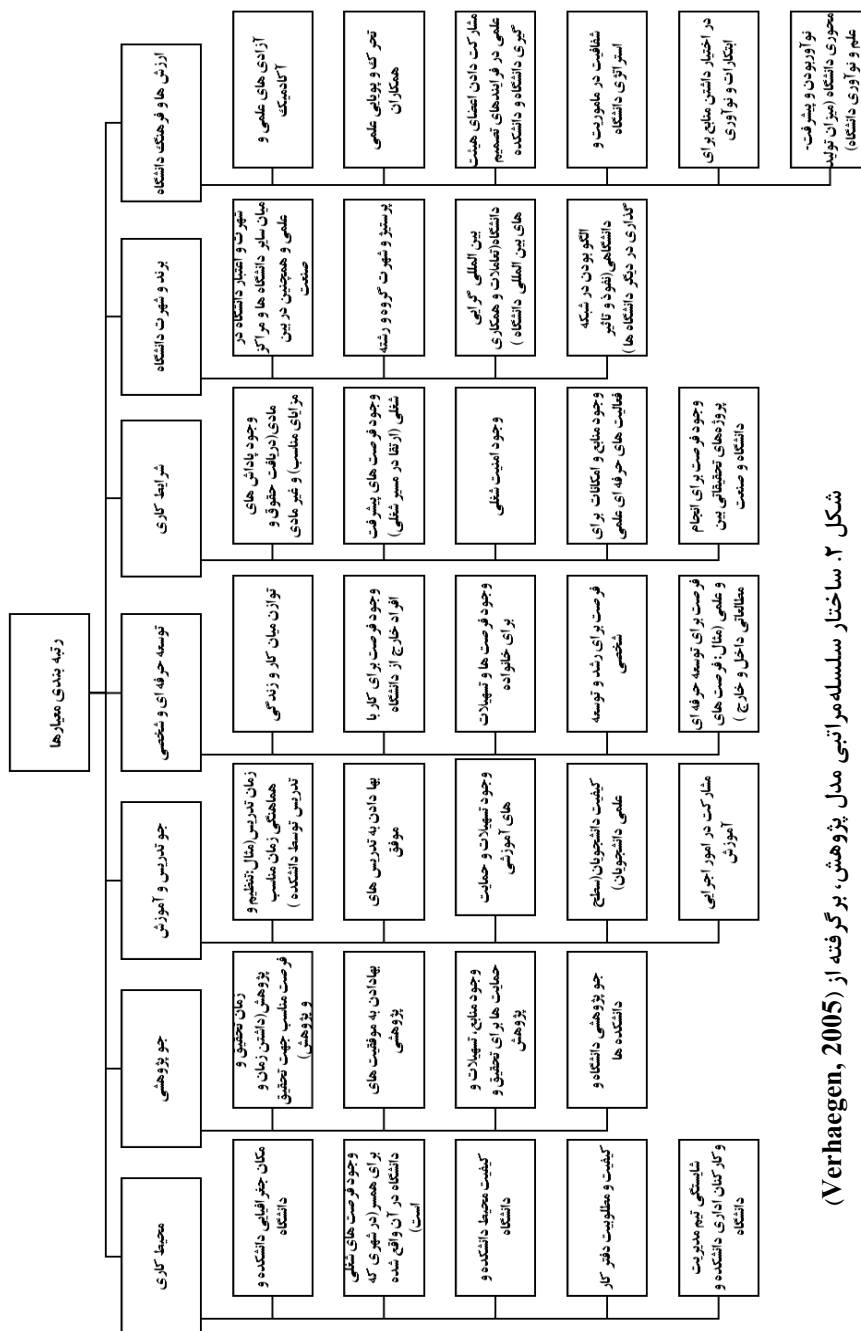 رتبه بندی معیارها
ارزش ها و فرهنگ دانشگاه
آزادی های علمی و
آکادمیک
تحرک و پویایی علمی
همکاران
مشارکت دادن اعضای هیئت
علمی در فرایندهای تصمیم
گیری دانشگاه و دانشکده
شفافیت در ماموریت و
استراتژی دانشگاه
در اختیار داشتن منابع برای
ابتکارات و نوآوری
نوآوربودن و پیشرفت-
محوری دانشگاه (میزان تولید
علم و نوآوری دانشگاه)
برند و شهرت دانشگاه
شهرت و اعتبار دانشگاه در
میان سایر دانشگاه ها و مراکز
علمی و همچنین در بین
صنعت
پرستیژ و شهرت گروه و رشته
بین المللی گرایی
دانشگاه(تعاملات و همکاری
های بین المللی دانشگاه )
الگو بودن در شبکه
دانشگاهی(نفوذ و تاثیر
گذاری در دیگر دانشگاه ها)
شرایط کاری
وجود پاداش های
مادی(دریافت حقوق و
مزایای مناسب) و غیر مادی
وجود فرصت های پیشرفت
شغلی (ارتقا در مسیر شغلی)
وجود امنیت شغلی
وجود منابع و امکانات برای
فعالیت های حرفه ای علمی
وجود فرصت برای انجام
پروژه‌های تحقیقاتی بین
دانشگاه و صنعت
توسعه حرفه ای و شخصی
توازن میان کار و زندگی
وجود فرصت برای کار با
افراد خارج از دانشگاه
وجود فرصت ها و تسهیلات
برای خانواده
فرصت برای رشد و توسعه
شخصی
فرصت برای توسعه حرفه ای
و علمی (مثال: فرصت های
مطالعاتی داخل و خارج )
جو تدریس و آموزش
زمان تدریس(مثال:تنظیم و
هماهنگی زمان مناسب
تدریس توسط دانشکده )
بها دادن به تدریس های
موفق
وجود تسهیلات و حمایت
های آموزشی
کیفیت دانشجویان(سطح
علمی دانشجویان)
مشارکت در امور اجرایی
آموزش
جو پژوهشی
زمان تحقیق و
پژوهش(داشتن زمان و
فرصت مناسب جهت تحقیق
و پژوهش)
بهادادن به موفقیت های
پژوهشی
وجود منابع، تسهیلات و
حمایت ها برای تحقیق و
پژوهش
جو پژوهشی دانشگاه و
دانشکده ها
محیط کاری
مکان جغرافیایی دانشکده و
دانشگاه
وجود فرصت های شغلی
برای همسر(در شهری که
دانشگاه در آن واقع شده
است)
کیفیت محیط دانشکده و
دانشگاه
کیفیت و مطلوبیت دفتر کار
شایستگی تیم مدیریت
وکارکنان اداری دانشکده و
دانشگاه
شکل ۲. ساختار سلسله‌مراتبی مدل پژوهش، برگرفته از (Verhaegen, 2005)